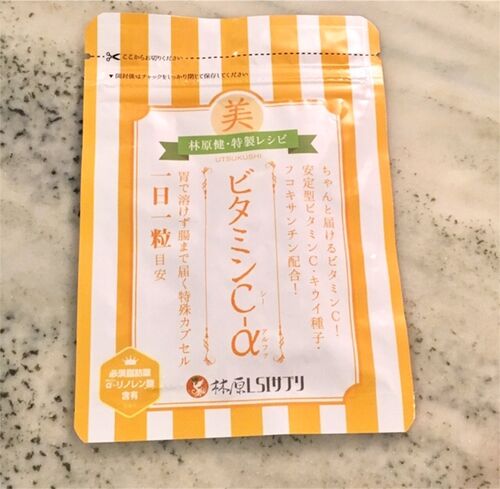 ここからお切りください
▼開封後はチャックをしっかり閉じて保存してください
美
林原健・特製レシピ
UTSUKUSHI
ちゃんと届けるビタミンC!
安定型ビタミンC・キウイ種子・
フコキサンチン配合!
ビタミンC-α
シー
アルファ
胃で溶けず腸まで届く特殊カプセル
一日一粒目安
必須脂肪酸
α-リノレン酸
含有
林原LSIサプリ